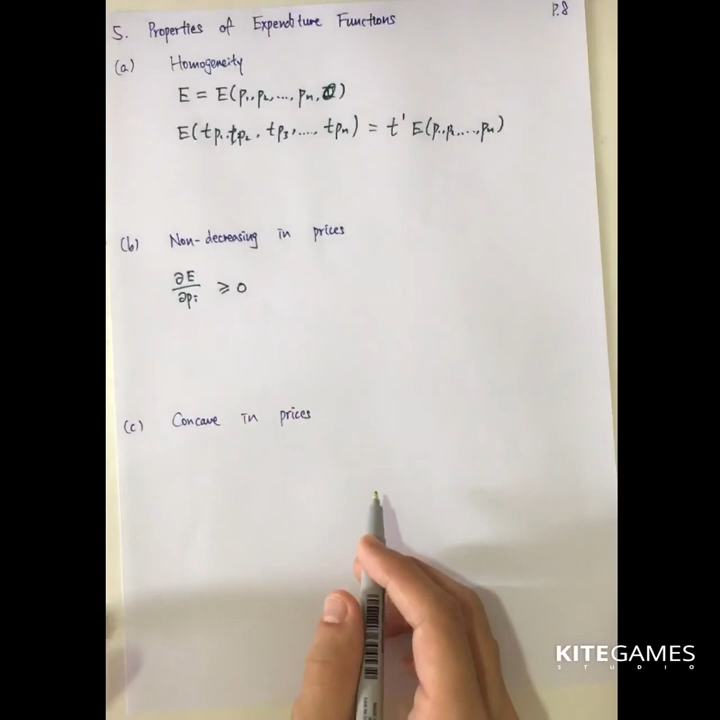 P.8
5. Properties of Expenditure Functions
(a) Homogeneity
E = E(p₁, p₂, ..., pₙ, Ū)
E(tp₁, tp₂, tp₃, ..., tpₙ) = t¹ E(p₁, p₂, ..., pₙ)
(b) Non-decreasing in prices
∂E/∂pᵢ ≥ 0
(c) Concave in prices
KITEGAMES
STUDIO